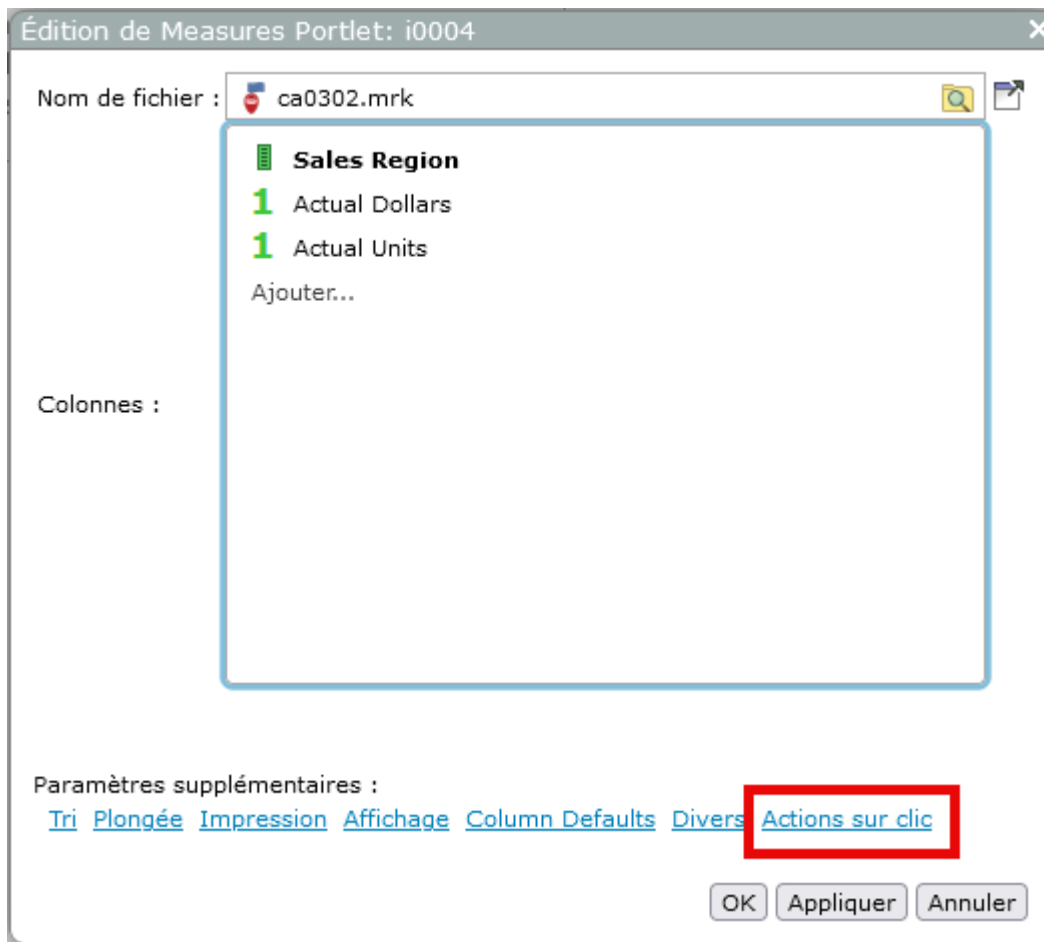 Édition de Measures Portlet: i0004
Nom de fichier : ca0302.mrk
Sales Region
1 Actual Dollars
1 Actual Units
Ajouter...
Colonnes :
Paramètres supplémentaires :
Tri Plongée Impression Affichage Column Defaults Divers Actions sur clic
OK Appliquer Annuler